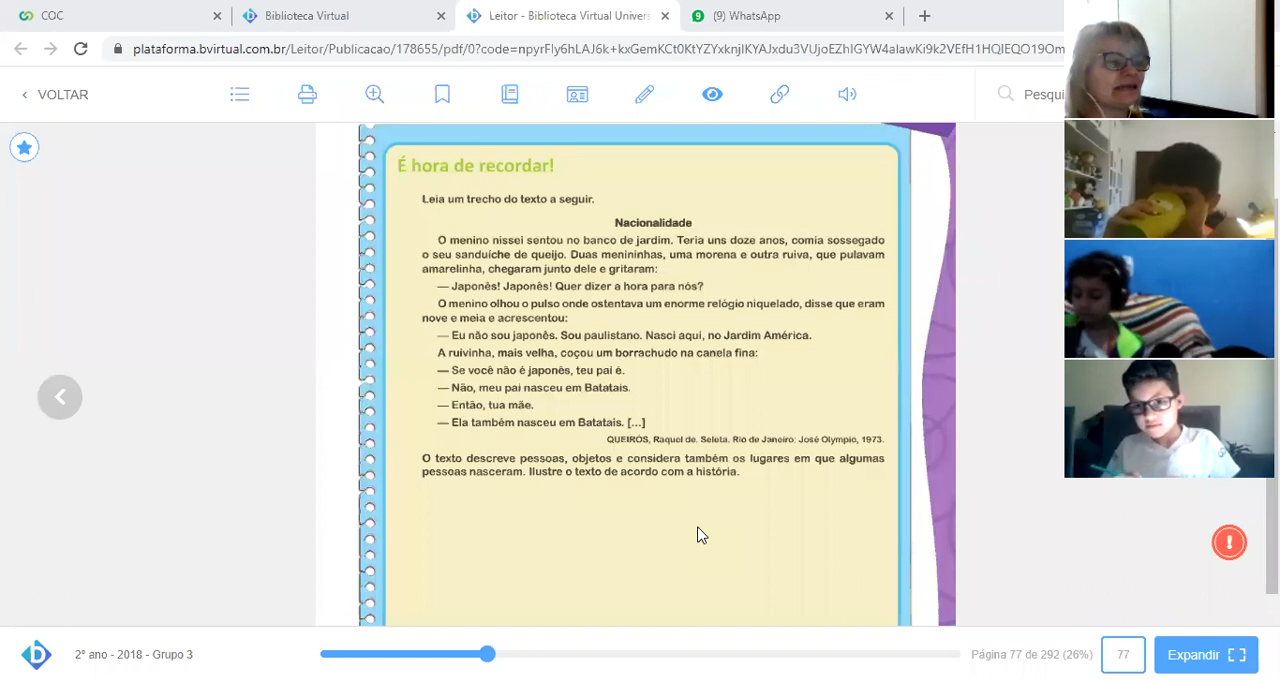 COC
Biblioteca Virtual
Leitor - Biblioteca Virtual Univers
(9) WhatsApp
9
plataforma.bvirtual.com.br/Leitor/Publicacao/178655/pdf/0?code=
VOLTAR
Pesqui
É hora de recordar!
Leia um trecho do texto a seguir.
Nacionalidade
O menino nissei sentou no banco de jardim. Teria uns doze anos, comia sossegado
o seu sanduíche de queijo. Duas menininhas, uma morena e outra ruiva, que pulavam
amarelinha, chegaram junto dele e gritaram:
— Japonês! Japonês! Quer dizer a hora para nós?
O menino olhou o pulso onde ostentava um enorme relógio niquelado, disse que eram
nove e meia e acrescentou:
— Eu não sou japonês. Sou paulistano. Nasci aqui, no Jardim América.
A ruivinha, mais velha, coçou um borrachudo na canela fina:
— Se você não é japonês, teu pai é.
— Não, meu pai nasceu em Batatais.
— Então, tua mãe.
— Ela também nasceu em Batatais. [...]
QUEIRÓS, Raquel de. Seleta. Rio de Janeiro: José Olympio, 1973.
O texto descreve pessoas, objetos e considera também os lugares em que algumas
pessoas nasceram. Ilustre o texto de acordo com a história.
2º ano - 2018 - Grupo 3
Página 77 de 292 (26%)
77
Expandir